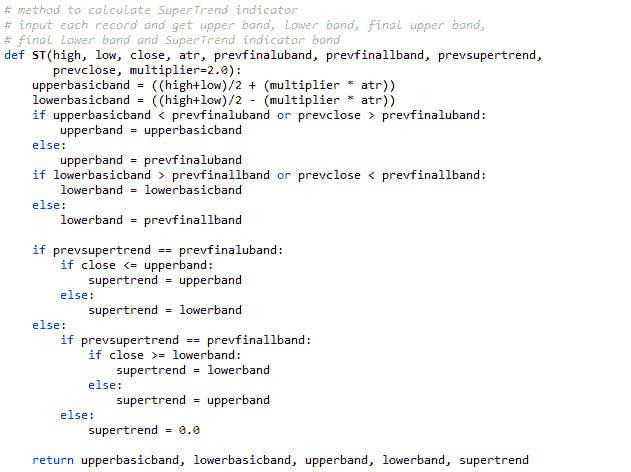 # method to calculate SuperTrend indicator
# input each record and get upper band, lower band, final upper band,
# final lower band and SuperTrend indicator band
def ST(high, low, close, atr, prevfinaluband, prevfinallband, prevsupertrend,
       prevclose, multiplier=2.0):
    upperbasicband = ((high+low)/2 + (multiplier * atr))
    lowerbasicband = ((high+low)/2 - (multiplier * atr))
    if upperbasicband < prevfinaluband or prevclose > prevfinaluband:
        upperband = upperbasicband
    else:
        upperband = prevfinaluband
    if lowerbasicband > prevfinallband or prevclose < prevfinallband:
        lowerband = lowerbasicband
    else:
        lowerband = prevfinallband

    if prevsupertrend == prevfinaluband:
        if close <= upperband:
            supertrend = upperband
        else:
            supertrend = lowerband
    else:
        if prevsupertrend == prevfinallband:
            if close >= lowerband:
                supertrend = lowerband
            else:
                supertrend = upperband
        else:
            supertrend = 0.0

    return upperbasicband, lowerbasicband, upperband, lowerband, supertrend